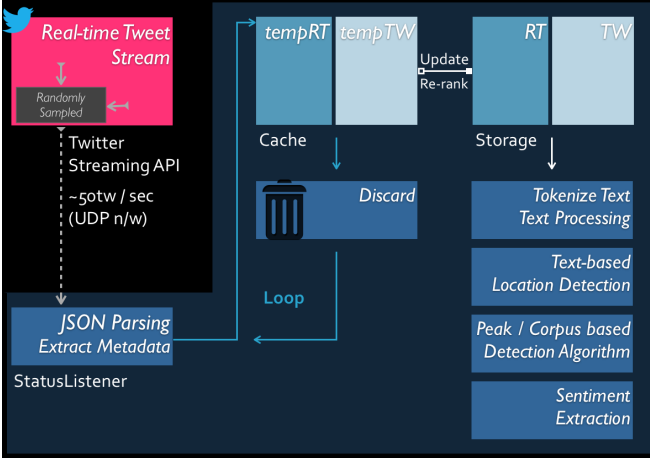 Real-time Tweet
Stream
Randomly
Sampled
Twitter
Streaming API
~50tw / sec
(UDP n/w)
JSON Parsing
Extract Metadata
StatusListener
tempRT
tempTW
Cache
Update
Re-rank
RT
TW
Storage
Discard
Loop
Tokenize Text
Text Processing
Text-based
Location Detection
Peak / Corpus based
Detection Algorithm
Sentiment
Extraction